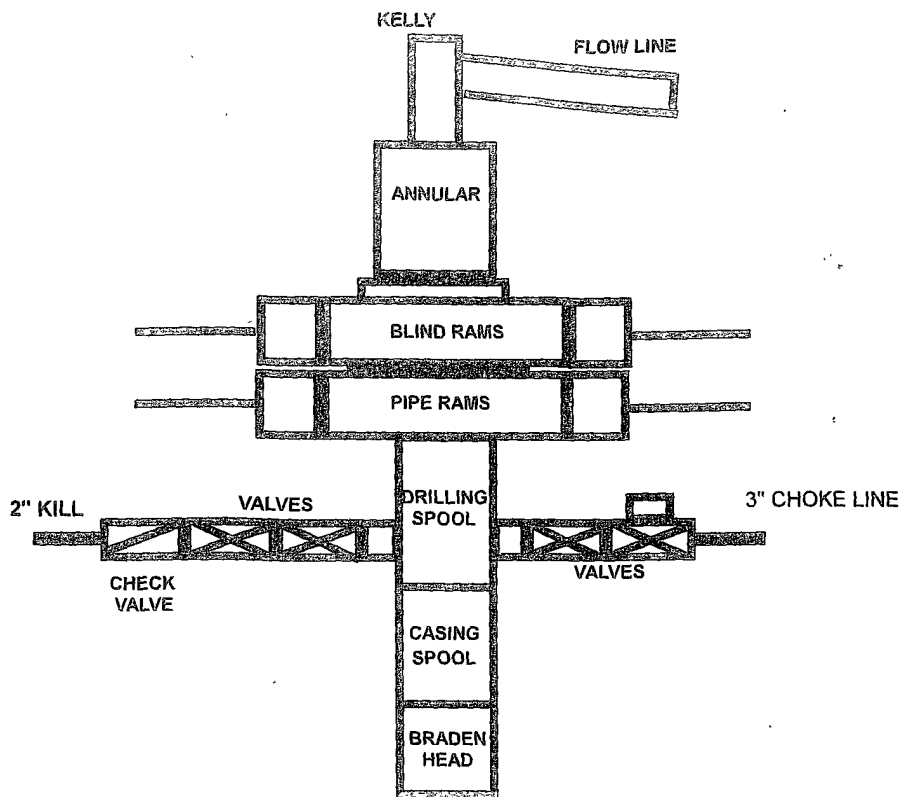 KELLY
FLOW LINE
ANNULAR
BLIND RAMS
PIPE RAMS
2" KILL
VALVES
DRILLING
SPOOL
3" CHOKE LINE
CHECK
VALVE
VALVES
CASING
SPOOL
BRADEN
HEAD